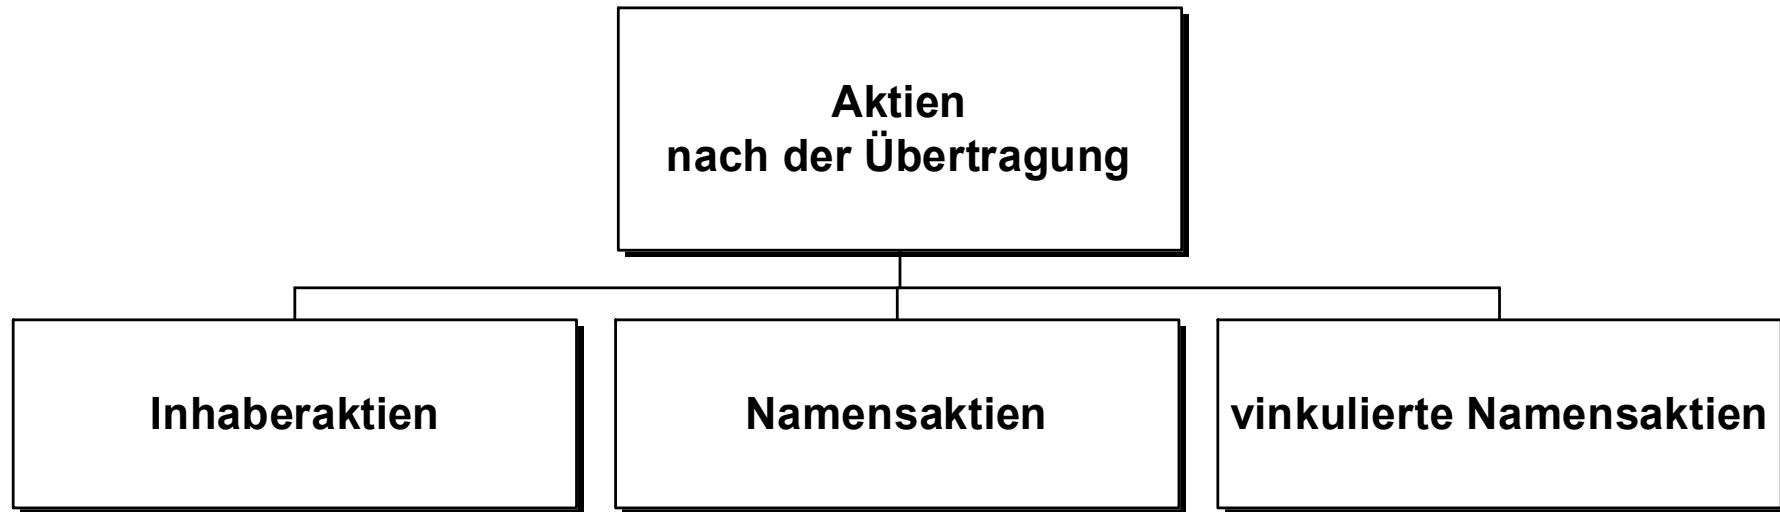 Aktien
nach der Übertragung
Inhaberaktien
Namensaktien
vinkulierte Namensaktien